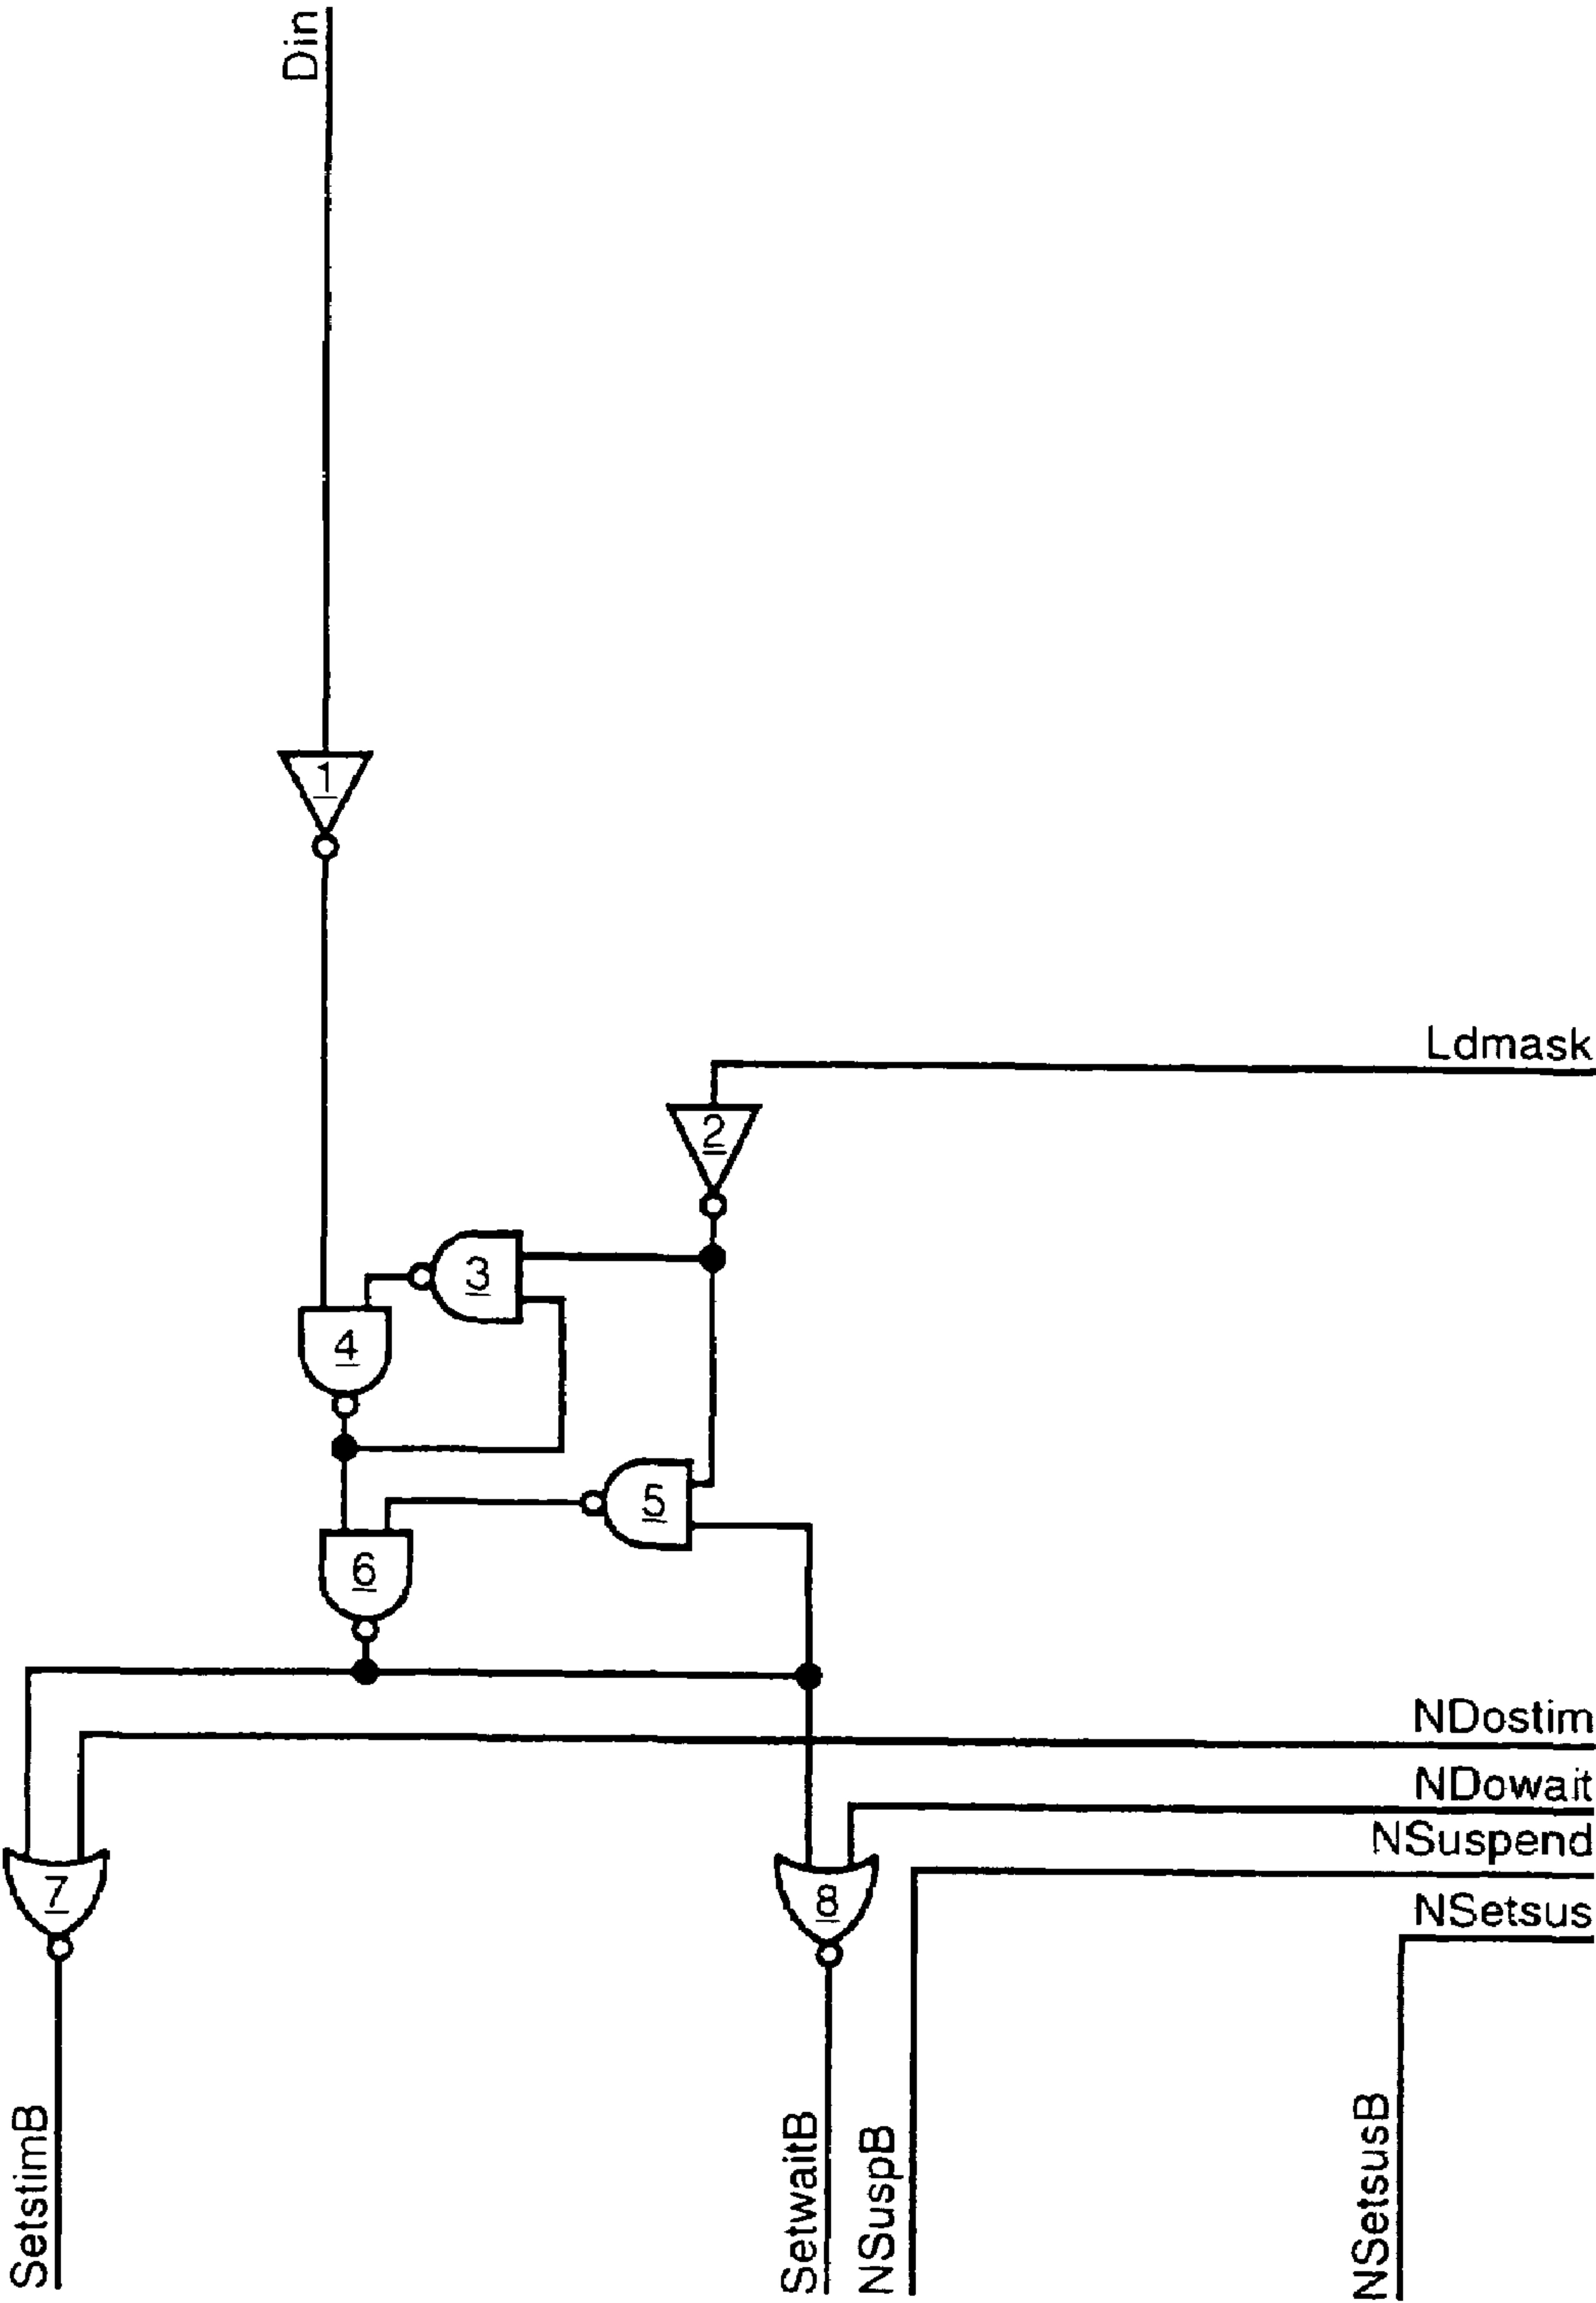 Din
1
Ldmask
2
3
4
5
6
NDostim
NDowait
NSuspend
7
8
NSetsus
SetstimB
SetwaitB
NSuspB
NSetsusB